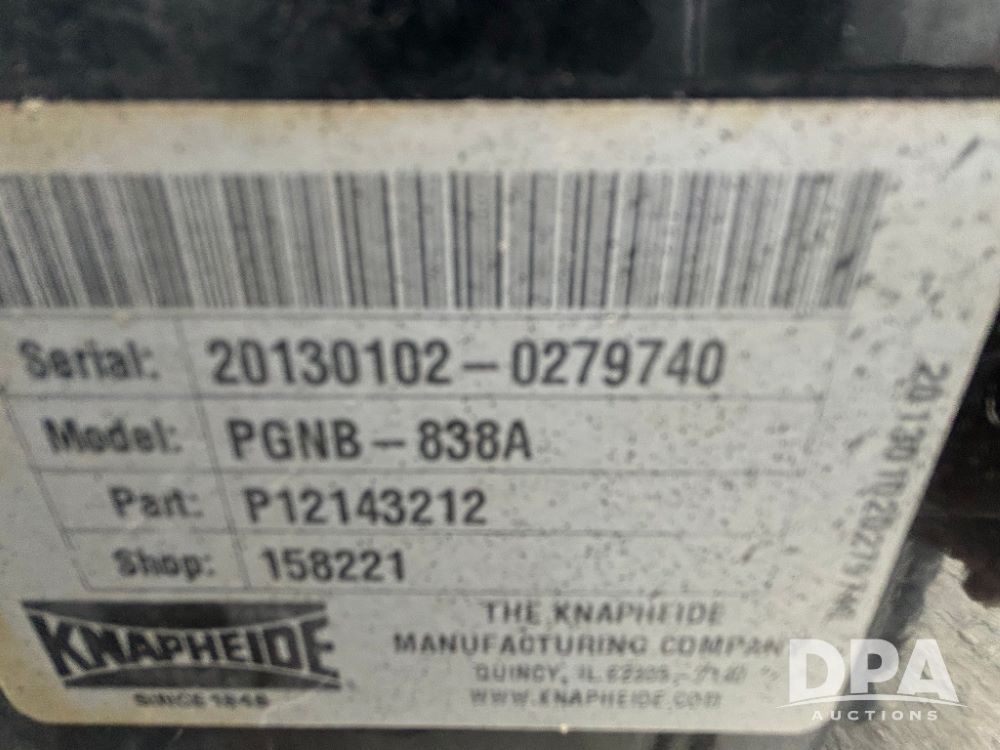 Serial: 20130102-0279740
Model: PGNB-838A
Part: P12143212
Shop: 158221
KNAPHEIDE
SINCE 1848
THE KNAPHEIDE
MANUFACTURING COMPANY
QUINCY, IL
WWW.KNAPHEIDE.COM
DPA
AUCTIONS